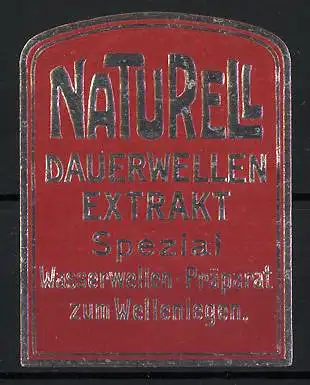 NATURELL
DAUERWELLEN
EXTRAKT
Spezial
Wasserwellen-Präparat
zum Wellenlegen.